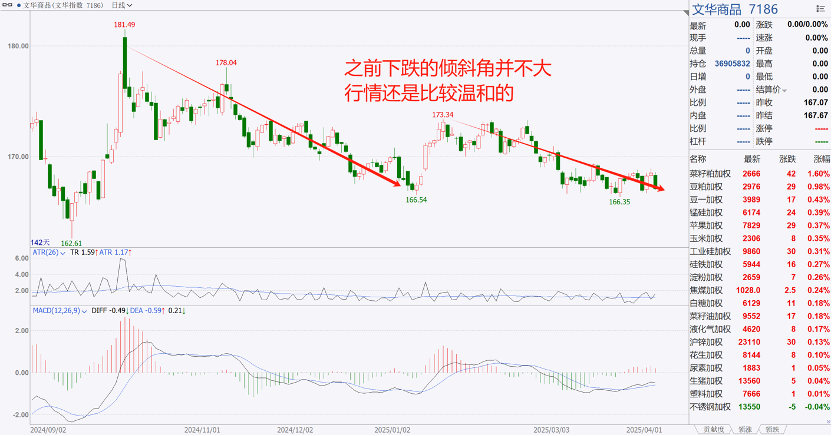 文华商品(文华指数 7186) 日线
文华商品 7186
最新 0.00 涨跌 0.00/0.00%
现手 ----- 速涨 0.00%
总量 0 开盘 0.00
持仓 36905832 最高 0.00
日增 0 最低 0.00
外盘 ----- 结算价 0.00
比例 ----- 昨收 167.07
内盘 ----- 昨结 167.67
比例 ----- 涨停 -----
杠杆 ----- 跌停 -----
181.49
180.00
178.04
之前下跌的倾斜角并不大
行情还是比较温和的
173.34
170.00
166.54
166.35
162.61
142天
名称 最新 涨跌 涨幅
菜籽粕加权 2666 42 1.60%
豆粕加权 2976 29 0.98%
豆一加权 3989 17 0.43%
锰硅加权 6174 24 0.39%
苹果加权 7829 29 0.37%
玉米加权 2306 8 0.35%
工业硅加权 9860 30 0.31%
硅铁加权 5944 16 0.27%
淀粉加权 2659 7 0.26%
焦煤加权 1028.0 2.5 0.24%
白糖加权 6129 11 0.18%
菜籽油加权 9552 17 0.18%
液化气加权 4620 8 0.17%
沪锌加权 23110 30 0.13%
花生加权 8144 8 0.10%
尿素加权 1883 1 0.05%
生猪加权 13560 5 0.04%
塑料加权 7666 1 0.01%
不锈钢加权 13550 -5 -0.04%
ATR(26) TR 1.59↑ ATR 1.17↑
6.00
4.00
2.00
MACD(12,26,9) DIFF -0.49↓ DEA -0.59↑ 0.21↓
2.00
0.00
-2.00
2024/09/02 2024/11/01 2024/12/02 2025/01/02 2025/03/03 2025/04/01
贡献度 领涨 领跌